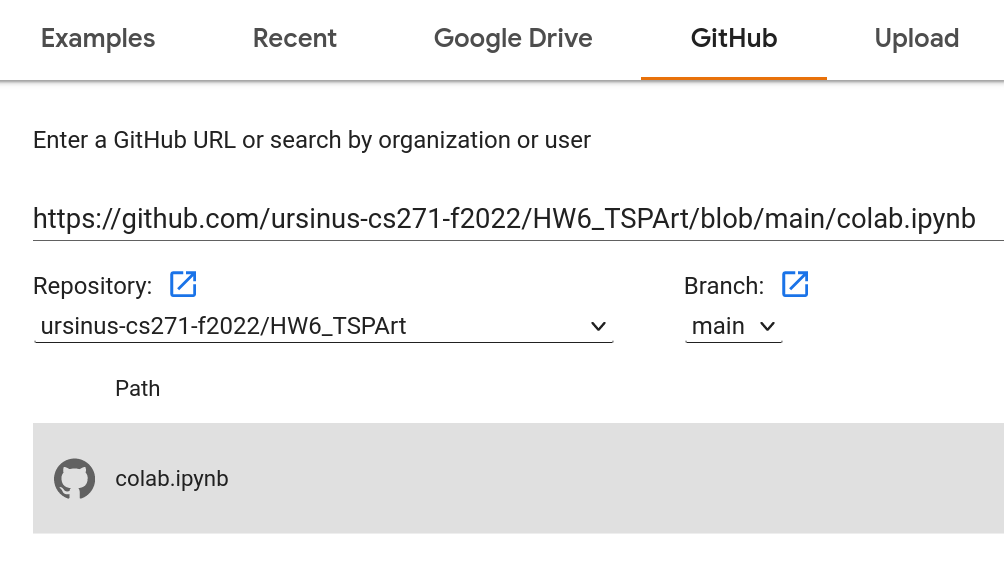 Examples Recent Google Drive GitHub Upload
Enter a GitHub URL or search by organization or user
https://github.com/ursinus-cs271-f2022/HW6_TSPArt/blob/main/colab.ipynb
Repository: Branch:
ursinus-cs271-f2022/HW6_TSPArt main
Path
colab.ipynb